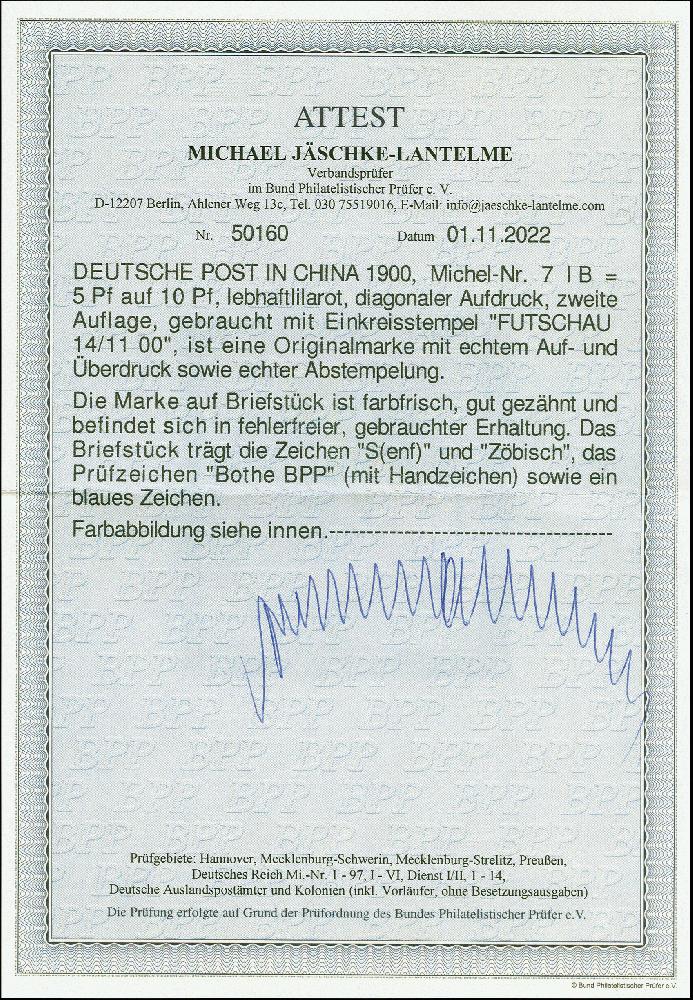 ATTEST
MICHAEL JÄSCHKE-LANTELME
Verbandsprüfer
im Bund Philatelistischer Prüfer e. V.
D-12207 Berlin, Ahlener Weg 13c, Tel. 030 75519016, E-Mail: info@jaeschke-lantelme.com
Nr. 50160 Datum 01.11.2022
DEUTSCHE POST IN CHINA 1900, Michel-Nr. 7 I B =
5 Pf auf 10 Pf, lebhaftlilarot, diagonaler Aufdruck, zweite
Auflage, gebraucht mit Einkreisstempel "FUTSCHAU
14/11 00", ist eine Originalmarke mit echtem Auf- und
Überdruck sowie echter Abstempelung.
Die Marke auf Briefstück ist farbfrisch, gut gezähnt und
befindet sich in fehlerfreier, gebrauchter Erhaltung. Das
Briefstück trägt die Zeichen "S(enf)" und "Zöbisch", das
Prüfzeichen "Bothe BPP" (mit Handzeichen) sowie ein
blaues Zeichen.
Farbabbildung siehe innen.------------------------------------
Prüfgebiete: Hannover, Mecklenburg-Schwerin, Mecklenburg-Strelitz, Preußen,
Deutsches Reich Mi.-Nr. 1 - 97, I - VI, Dienst I/II, 1 - 14,
Deutsche Auslandspostämter und Kolonien (inkl. Vorläufer, ohne Besetzungsausgaben)
Die Prüfung erfolgte auf Grund der Prüfordnung des Bundes Philatelistischer Prüfer e.V.
© Bund Philatelistischer Prüfer e.V.